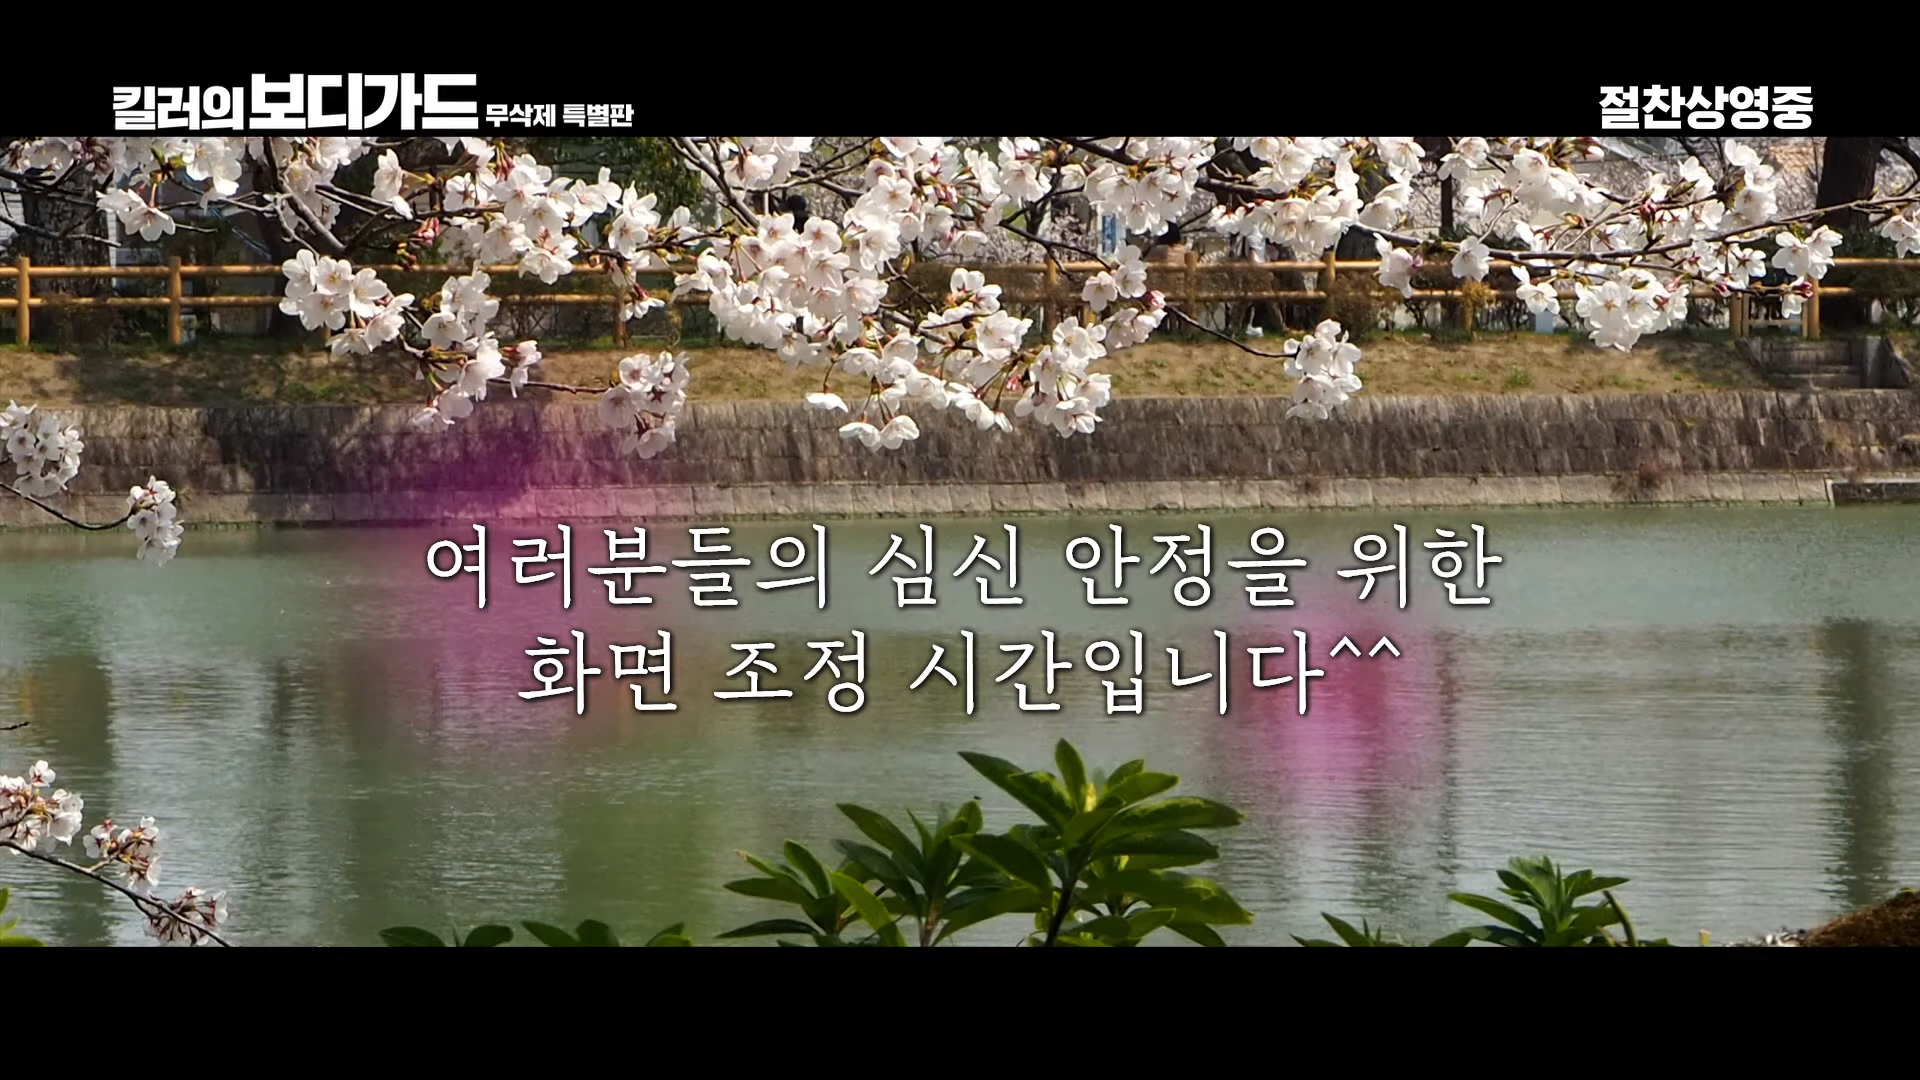 킬러의 보디가드 무삭제 특별판
절찬상영중
여러분들의 심신 안정을 위한
화면 조정 시간입니다^^